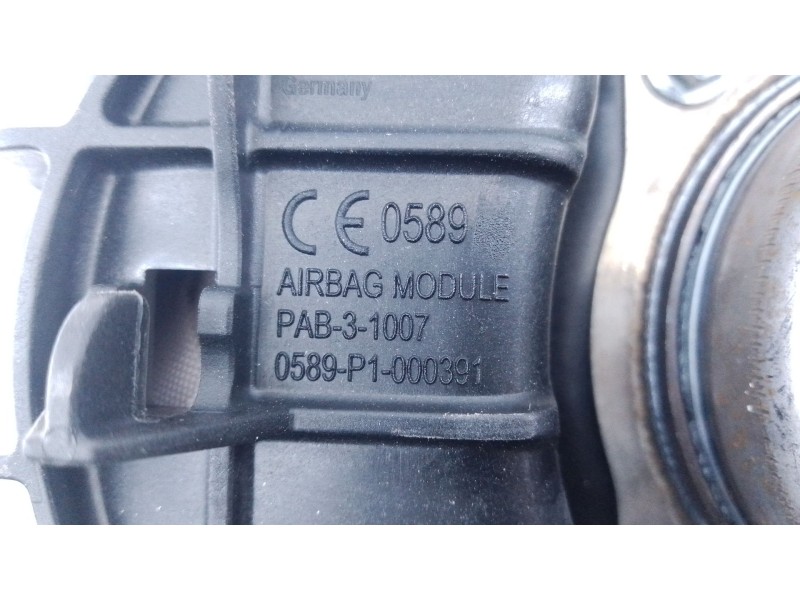 Germany
CE 0589
AIRBAG MODULE
PAB-3-1007
0589-P1-000391